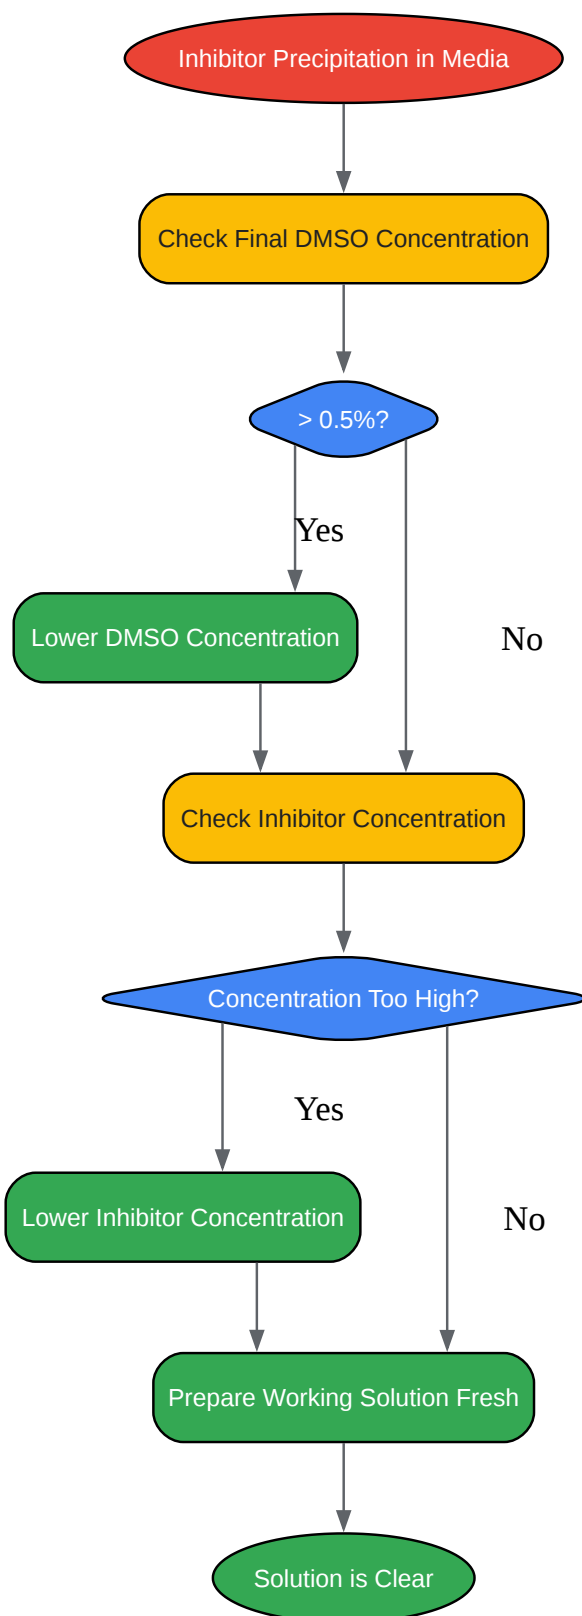 Inhibitor Precipitation in Media
Check Final DMSO Concentration
> 0.5%?
Yes
Lower DMSO Concentration
No
Check Inhibitor Concentration
Concentration Too High?
Yes
Lower Inhibitor Concentration
No
Prepare Working Solution Fresh
Solution is Clear